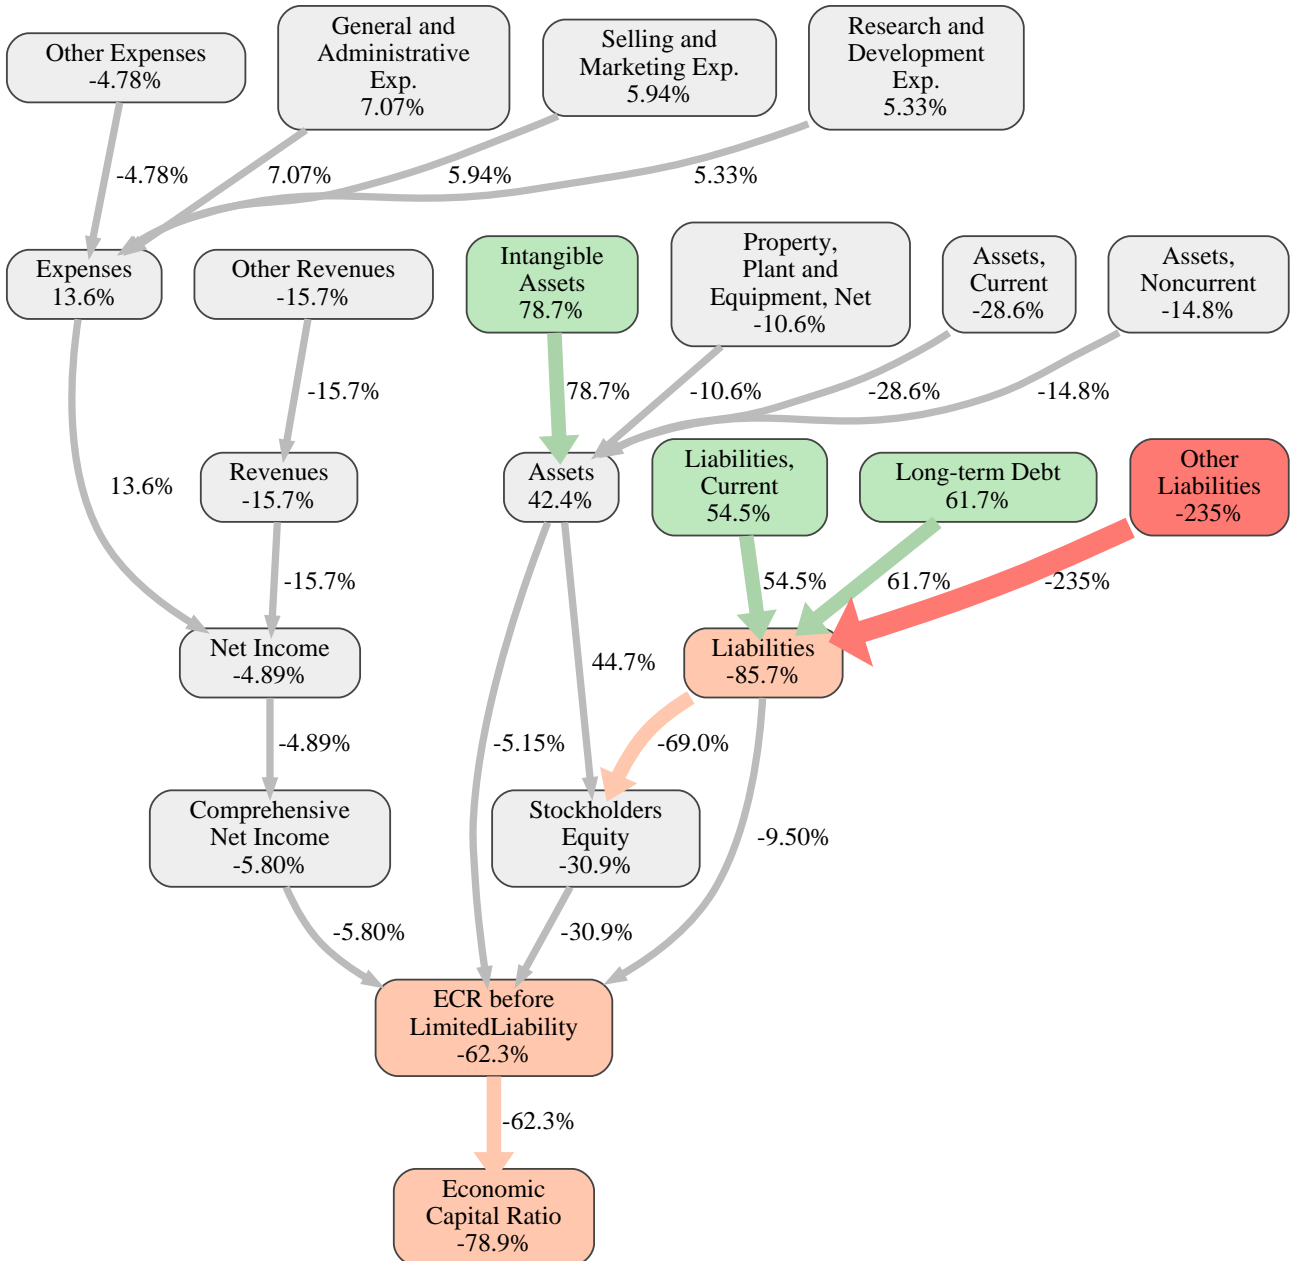 Other Expenses
-4.78%
General and
Administrative
Exp.
7.07%
Selling and
Marketing Exp.
5.94%
Research and
Development
Exp.
5.33%
-4.78%
7.07%
5.94%
5.33%
Expenses
13.6%
Other Revenues
-15.7%
Intangible
Assets
78.7%
Property,
Plant and
Equipment, Net
-10.6%
Assets,
Current
-28.6%
Assets,
Noncurrent
-14.8%
-15.7%
78.7%
-10.6%
-28.6%
-14.8%
13.6%
Revenues
-15.7%
Assets
42.4%
Liabilities,
Current
54.5%
Long-term Debt
61.7%
Other
Liabilities
-235%
-15.7%
54.5%
61.7%
-235%
Net Income
-4.89%
44.7%
Liabilities
-85.7%
-4.89%
-5.15%
-69.0%
Comprehensive
Net Income
-5.80%
Stockholders
Equity
-30.9%
-9.50%
-5.80%
-30.9%
ECR before
LimitedLiability
-62.3%
-62.3%
Economic
Capital Ratio
-78.9%